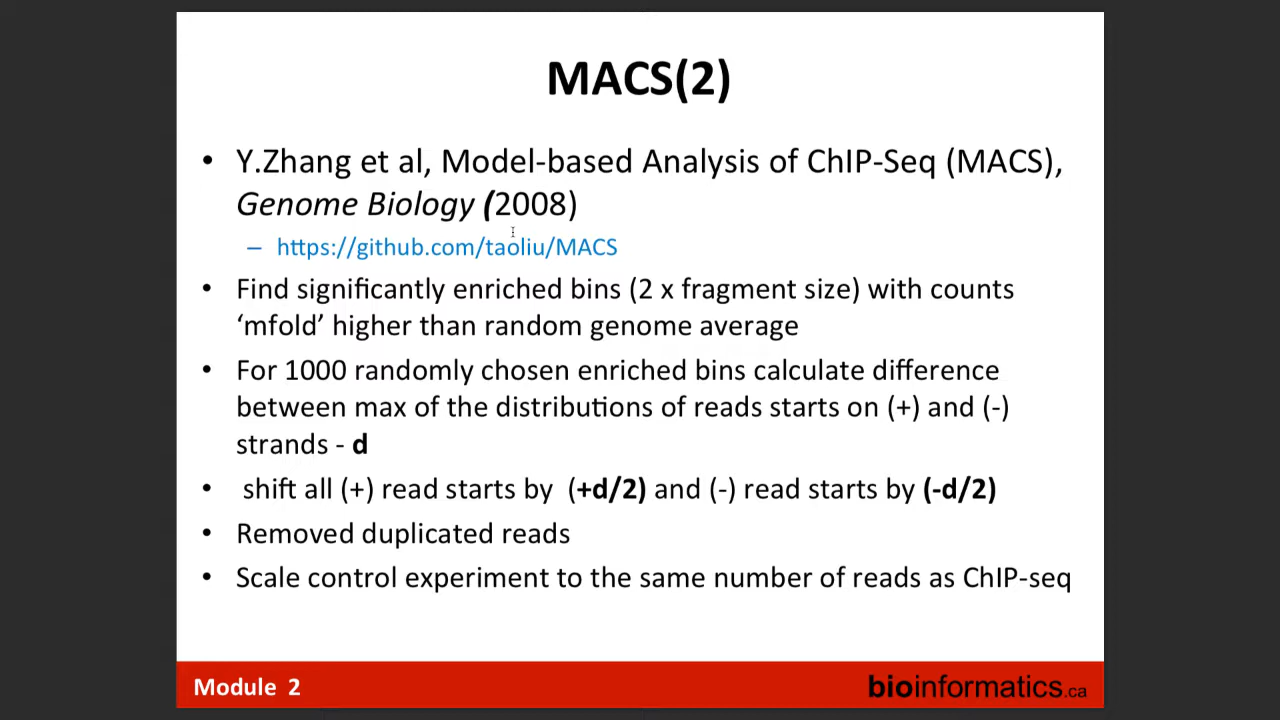 MACS(2)
• Y.Zhang et al, Model-based Analysis of ChIP-Seq (MACS),
Genome Biology (2008)
– https://github.com/taoliu/MACS
• Find significantly enriched bins (2 x fragment size) with counts
‘mfold’ higher than random genome average
• For 1000 randomly chosen enriched bins calculate difference
between max of the distributions of reads starts on (+) and (-)
strands - d
• shift all (+) read starts by (+d/2) and (-) read starts by (-d/2)
• Removed duplicated reads
• Scale control experiment to the same number of reads as ChIP-seq
Module 2
bioinformatics.ca